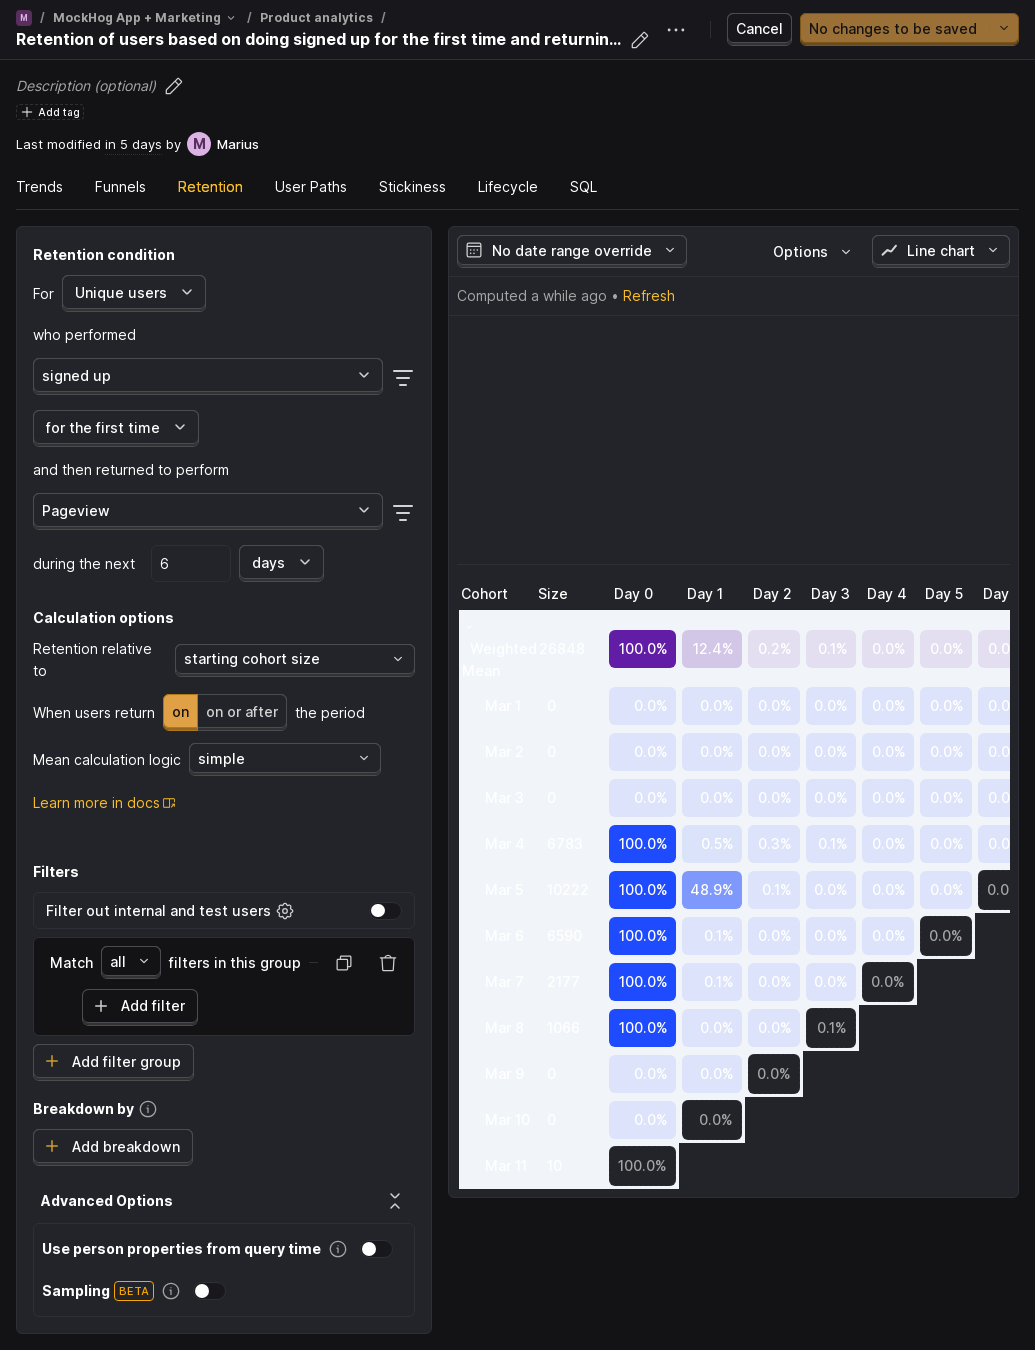 M / MockHog App + Marketing / Product analytics /
Retention of users based on doing signed up for the first time and returnin...
Cancel
No changes to be saved
Description (optional)
Add tag
Last modified in 5 days by M Marius
Trends Funnels Retention User Paths Stickiness Lifecycle SQL
Retention condition
For Unique users
who performed
signed up
for the first time
and then returned to perform
Pageview
during the next 6 days
Calculation options
Retention relative
to
starting cohort size
When users return on on or after the period
Mean calculation logic simple
Learn more in docs
Filters
Filter out internal and test users
Match all filters in this group
Add filter
Add filter group
Breakdown by
Add breakdown
Advanced Options
Use person properties from query time
Sampling BETA
No date range override
Options
Line chart
Computed a while ago • Refresh
Cohort Size Day 0 Day 1 Day 2 Day 3 Day 4 Day 5 Day
Weighted Mean 26848 100.0% 12.4% 0.2% 0.1% 0.0% 0.0% 0.0
Mar 1 0 0.0% 0.0% 0.0% 0.0% 0.0% 0.0% 0.0
Mar 2 0 0.0% 0.0% 0.0% 0.0% 0.0% 0.0% 0.0
Mar 3 0 0.0% 0.0% 0.0% 0.0% 0.0% 0.0% 0.0
Mar 4 6783 100.0% 0.5% 0.3% 0.1% 0.0% 0.0% 0.0
Mar 5 10222 100.0% 48.9% 0.1% 0.0% 0.0% 0.0% 0.0
Mar 6 6590 100.0% 0.1% 0.0% 0.0% 0.0% 0.0%
Mar 7 2177 100.0% 0.1% 0.0% 0.0% 0.0%
Mar 8 1066 100.0% 0.0% 0.0% 0.1%
Mar 9 0 0.0% 0.0% 0.0%
Mar 10 0 0.0% 0.0%
Mar 11 10 100.0%